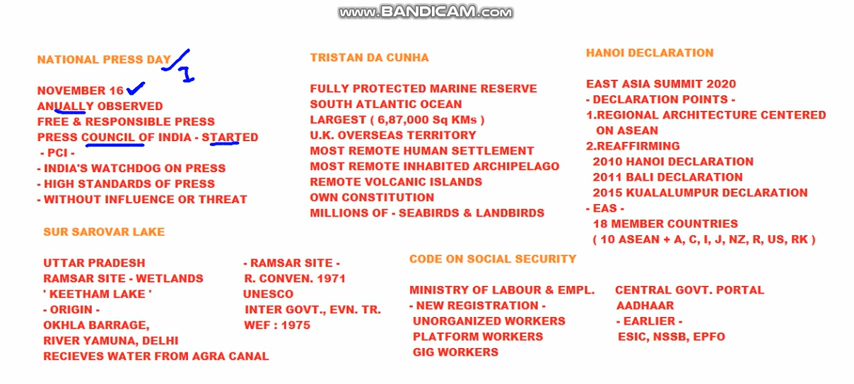 WWW.BANDICAM.COM
NATIONAL PRESS DAY
I
NOVEMBER 16
ANUALLY OBSERVED
FREE & RESPONSIBLE PRESS
PRESS COUNCIL OF INDIA - STARTED
- PCI -
- INDIA'S WATCHDOG ON PRESS
- HIGH STANDARDS OF PRESS
- WITHOUT INFLUENCE OR THREAT
TRISTAN DA CUNHA
FULLY PROTECTED MARINE RESERVE
SOUTH ATLANTIC OCEAN
LARGEST ( 6,87,000 Sq KMs )
U.K. OVERSEAS TERRITORY
MOST REMOTE HUMAN SETTLEMENT
MOST REMOTE INHABITED ARCHIPELAGO
REMOTE VOLCANIC ISLANDS
OWN CONSTITUTION
MILLIONS OF - SEABIRDS & LANDBIRDS
HANOI DECLARATION
EAST ASIA SUMMIT 2020
- DECLARATION POINTS -
1.REGIONAL ARCHITECTURE CENTERED
ON ASEAN
2.REAFFIRMING
2010 HANOI DECLARATION
2011 BALI DECLARATION
2015 KUALALUMPUR DECLARATION
- EAS -
18 MEMBER COUNTRIES
( 10 ASEAN + A, C, I, J, NZ, R, US, RK )
SUR SAROVAR LAKE
UTTAR PRADESH
RAMSAR SITE - WETLANDS
' KEETHAM LAKE '
- ORIGIN -
OKHLA BARRAGE,
RIVER YAMUNA, DELHI
RECIEVES WATER FROM AGRA CANAL
- RAMSAR SITE -
R. CONVEN. 1971
UNESCO
INTER GOVT., EVN. TR.
WEF : 1975
CODE ON SOCIAL SECURITY
MINISTRY OF LABOUR & EMPL.
- NEW REGISTRATION -
UNORGANIZED WORKERS
PLATFORM WORKERS
GIG WORKERS
CENTRAL GOVT. PORTAL
AADHAAR
- EARLIER -
ESIC, NSSB, EPFO